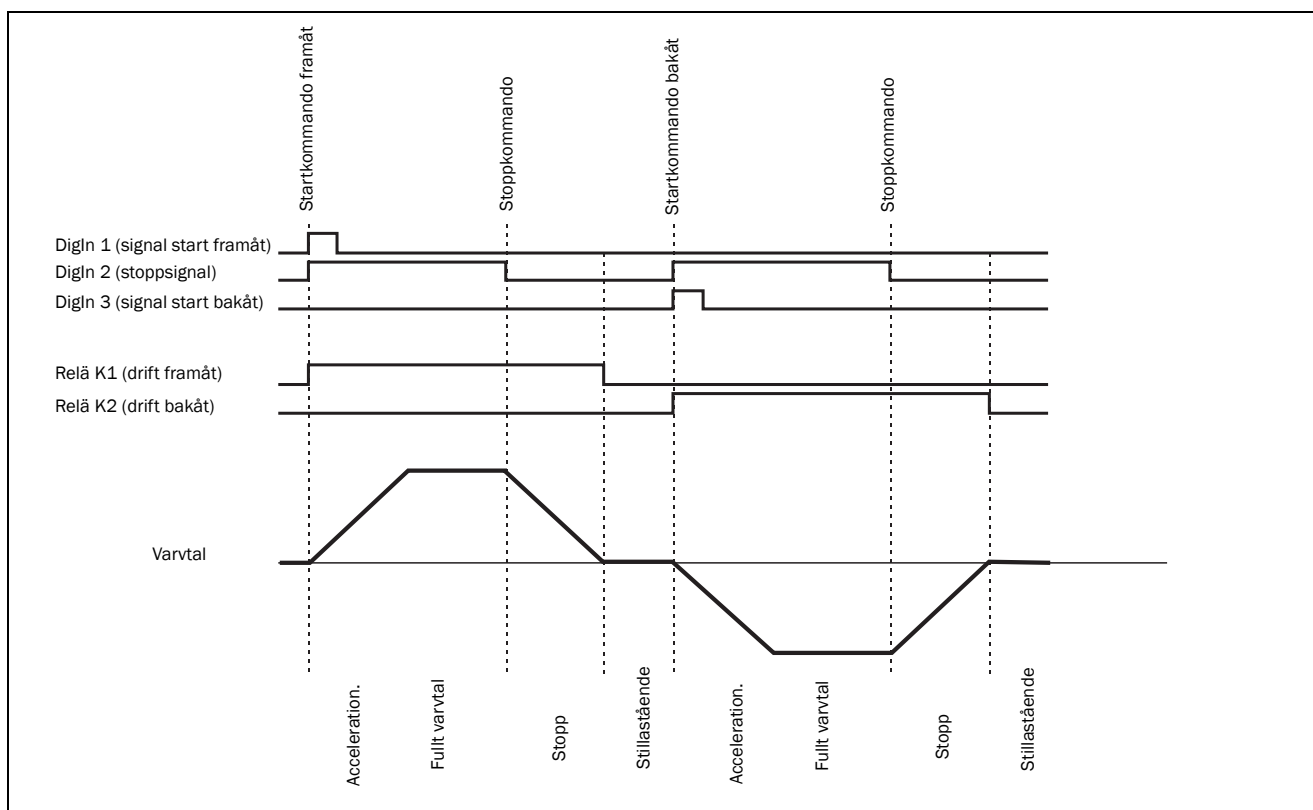 Startkommando framåt
Stoppkommando
Startkommando bakåt
Stoppkommando
DigIn 1 (signal start framåt)
DigIn 2 (stoppsignal)
DigIn 3 (signal start bakåt)
Relä K1 (drift framåt)
Relä K2 (drift bakåt)
Varvtal
Acceleration.
Fullt varvtal
Stopp
Stillastående
Acceleration.
Fullt varvtal
Stopp
Stillastående